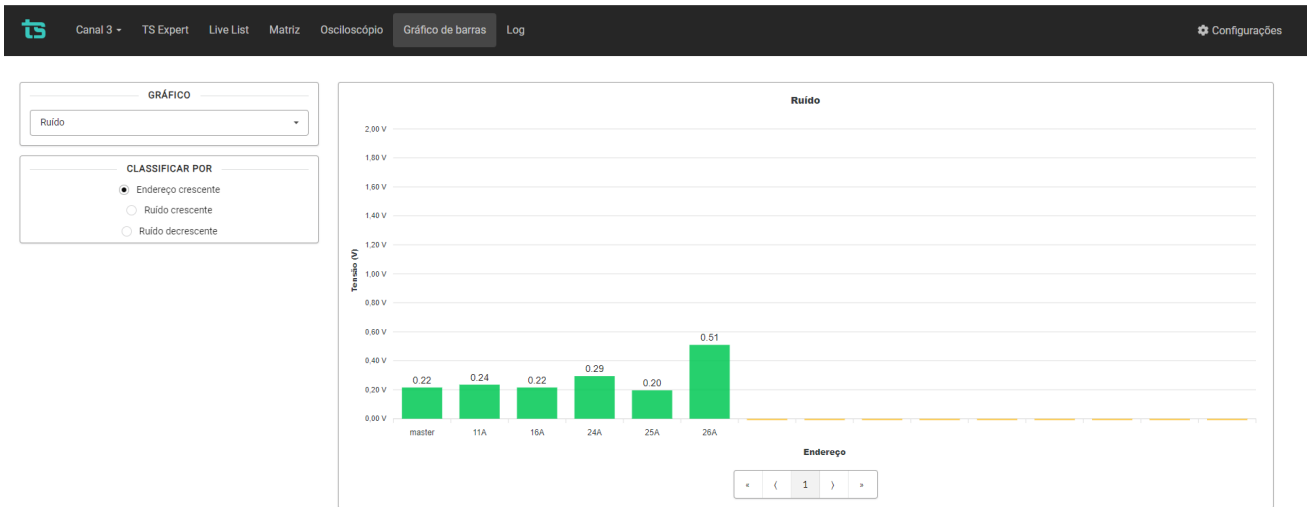 ts Canal 3 TS Expert Live List Matriz Osciloscópio Gráfico de barras Log Configurações
GRÁFICO
Ruído
CLASSIFICAR POR
Endereço crescente
Ruído crescente
Ruído decrescente
Ruído
Tensão (V)
2,00 V
1,80 V
1,60 V
1,40 V
1,20 V
1,00 V
0,80 V
0,60 V
0,40 V
0,20 V
0,00 V
0.22 0.24 0.22 0.29 0.20 0.51
master 11A 16A 24A 25A 26A
Endereço
« ⟨ 1 ⟩ »